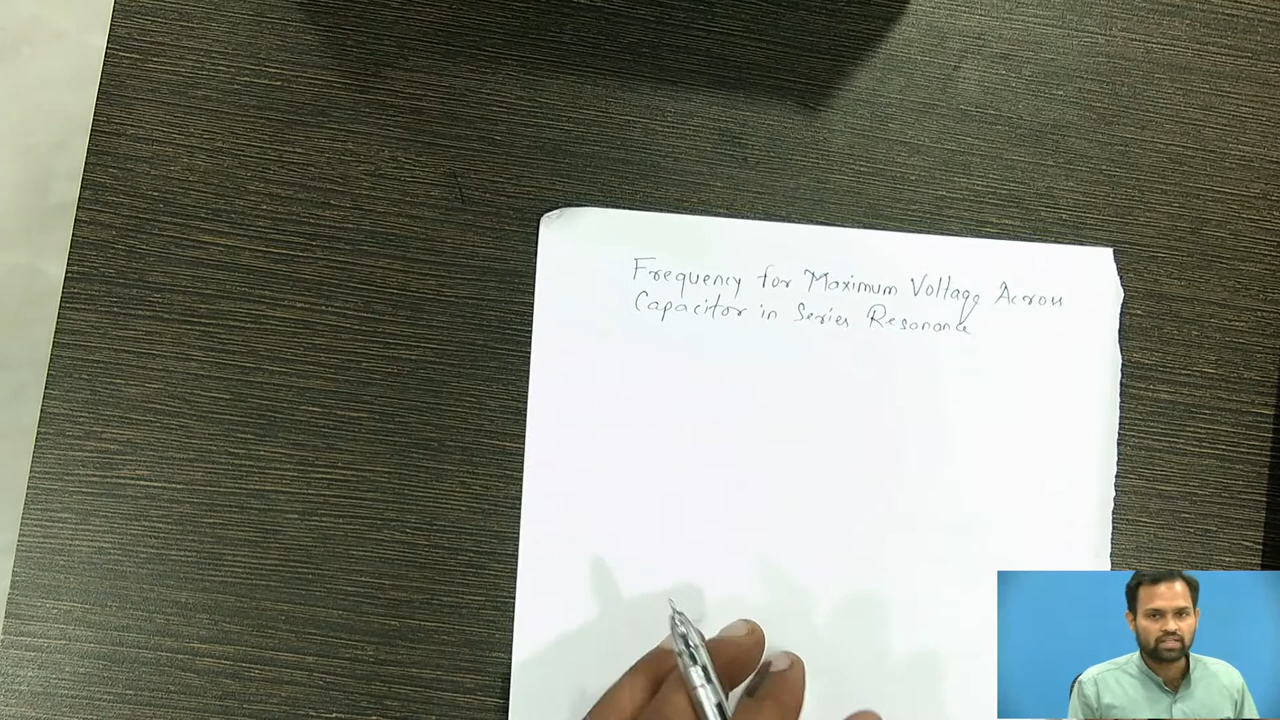 Frequency for Maximum Voltage Across
Capacitor in Series Resonance